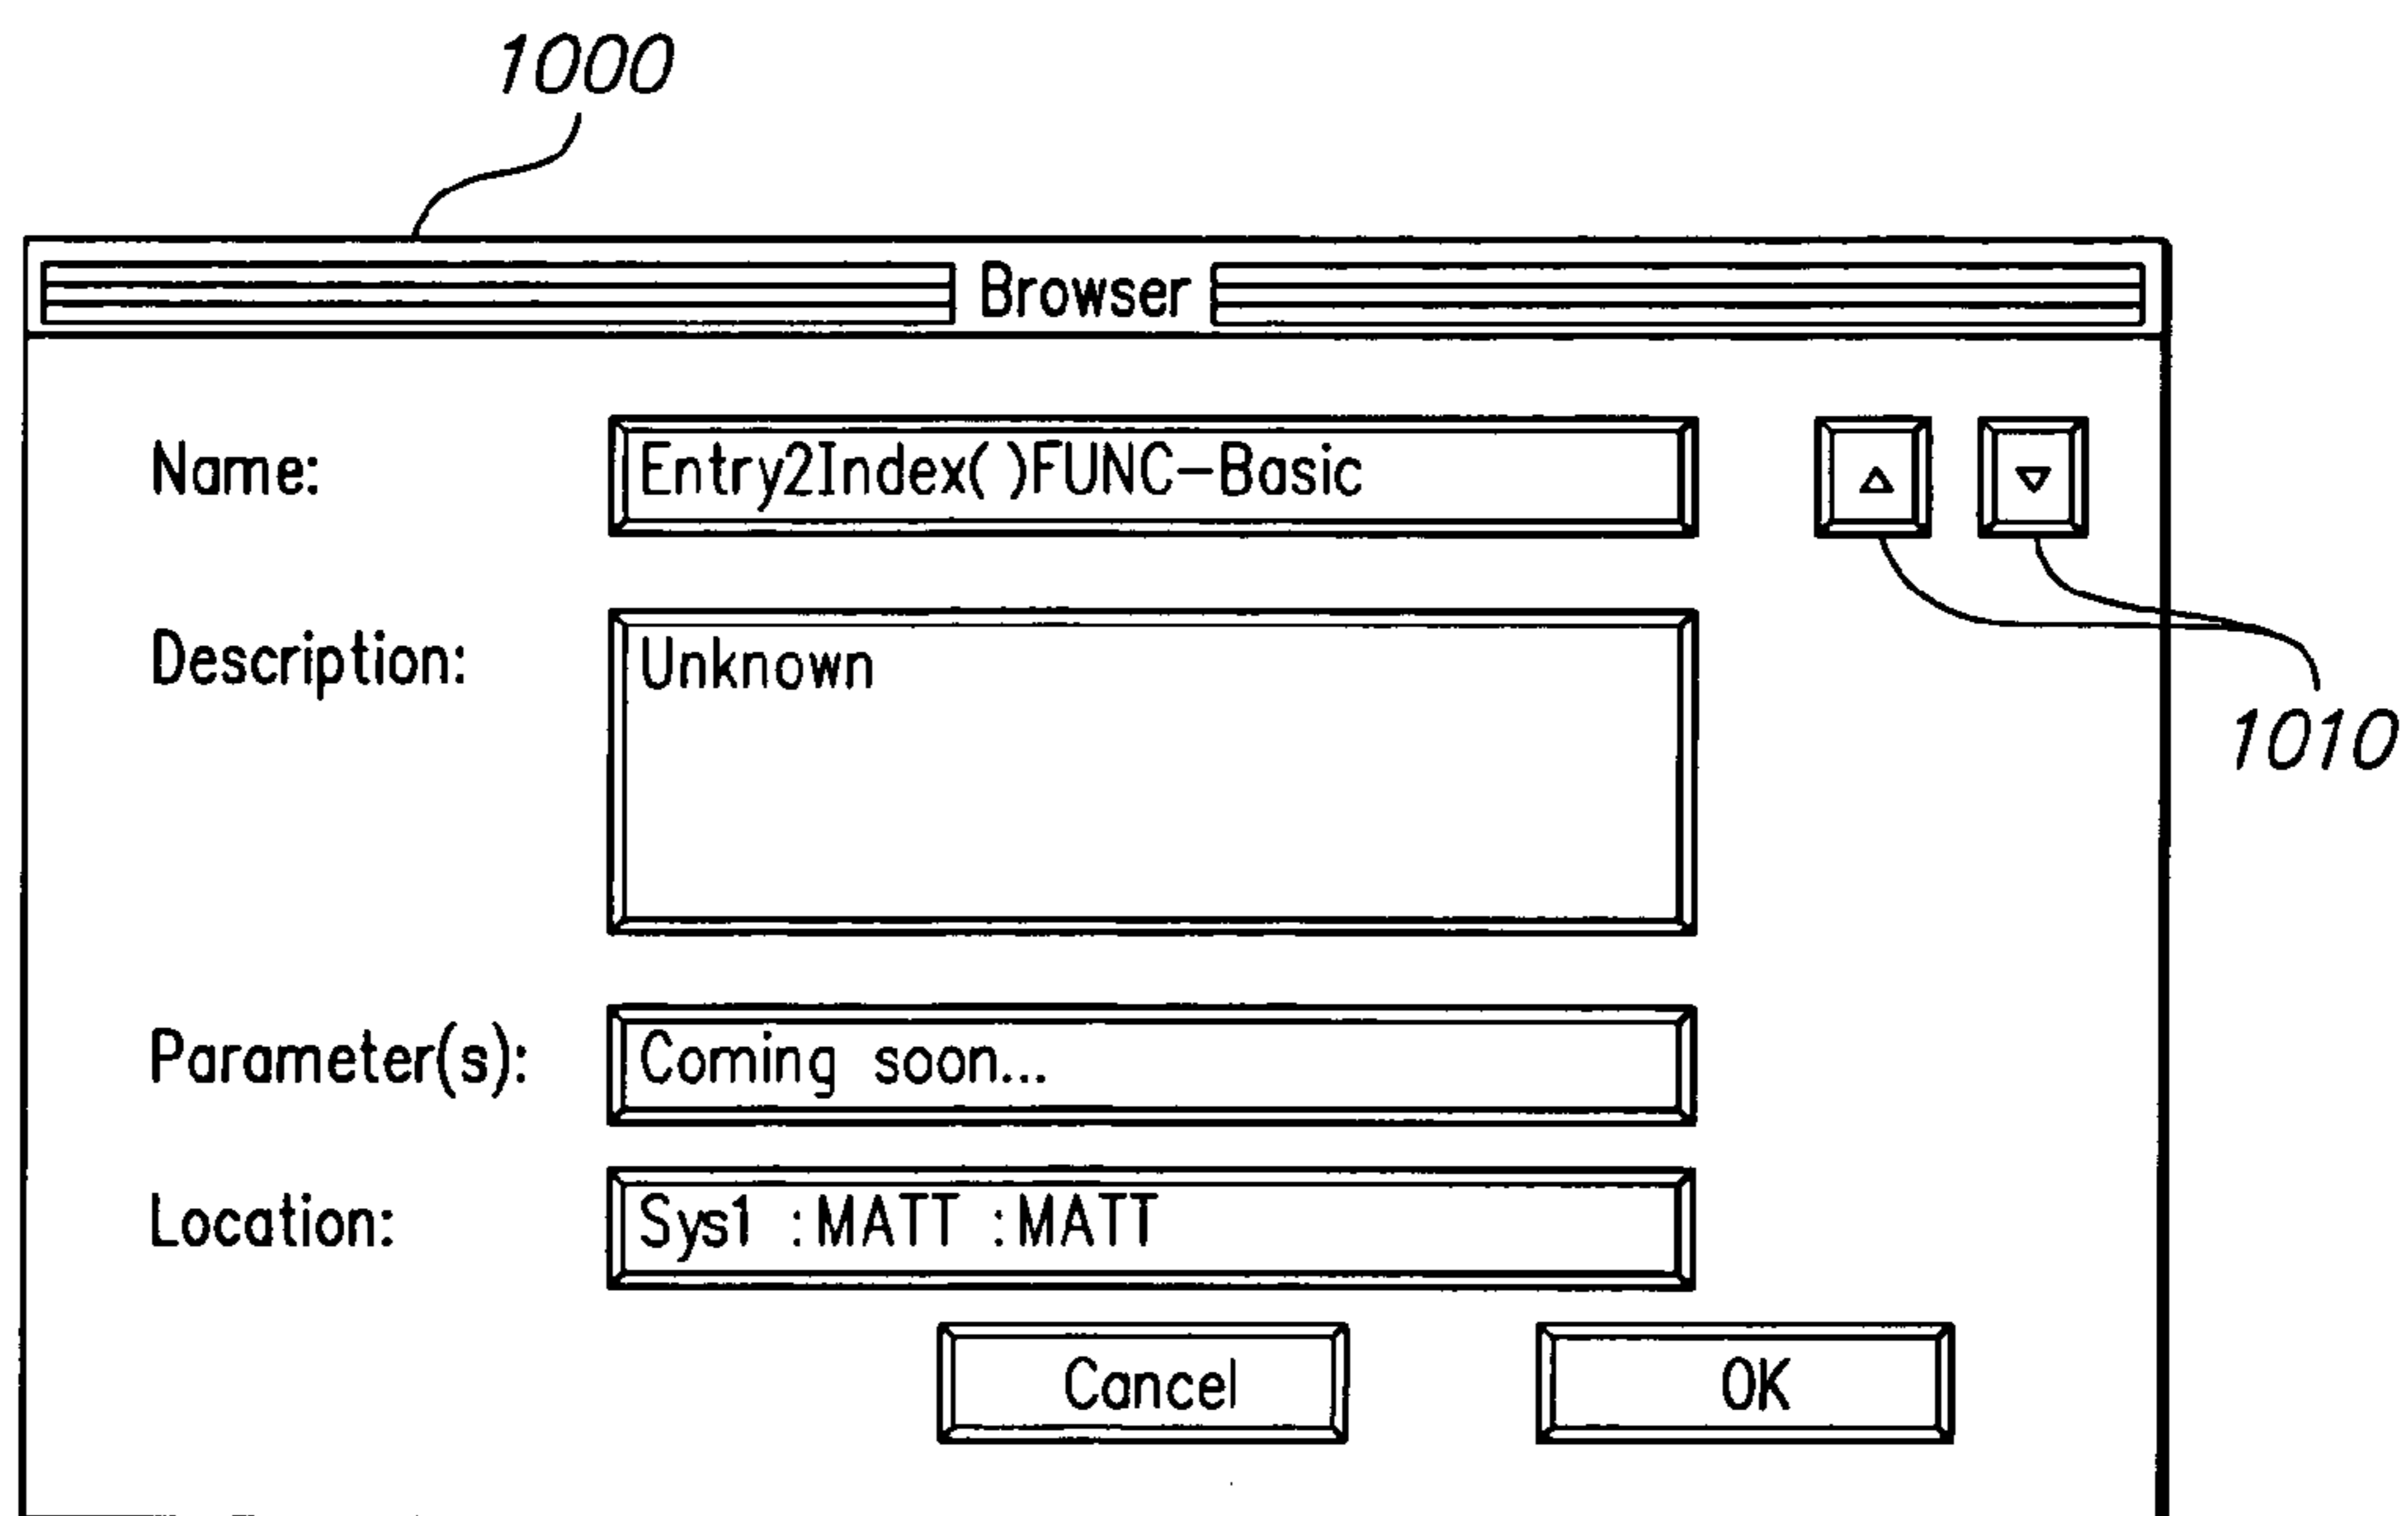 1000
Browser
Name: Entry2Index( )FUNC-Basic
Description: Unknown
1010
Parameter(s): Coming soon...
Location: Sys1 :MATT :MATT
Cancel OK